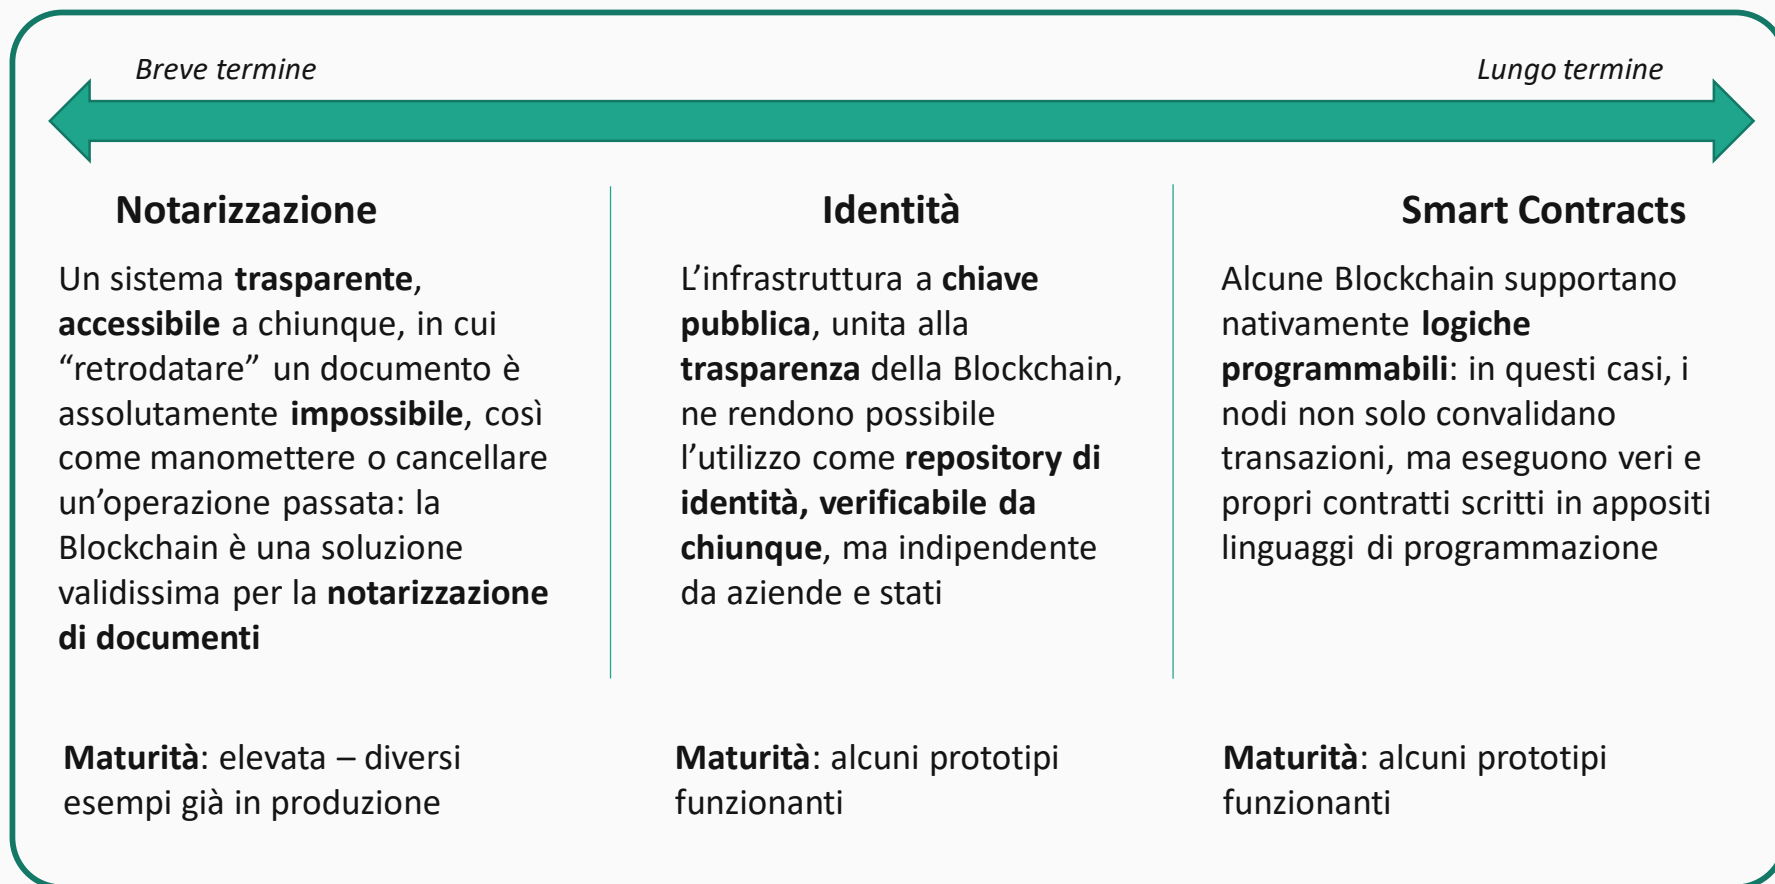 Breve termine
Lungo termine
Notarizzazione
Un sistema trasparente,
accessibile a chiunque, in cui
“retrodatare” un documento è
assolutamente impossibile, così
come manomettere o cancellare
un’operazione passata: la
Blockchain è una soluzione
validissima per la notarizzazione
di documenti
Maturità: elevata – diversi
esempi già in produzione
Identità
L’infrastruttura a chiave
pubblica, unita alla
trasparenza della Blockchain,
ne rendono possibile
l’utilizzo come repository di
identità, verificabile da
chiunque, ma indipendente
da aziende e stati
Maturità: alcuni prototipi
funzionanti
Smart Contracts
Alcune Blockchain supportano
nativamente logiche
programmabili: in questi casi, i
nodi non solo convalidano
transazioni, ma eseguono veri e
propri contratti scritti in appositi
linguaggi di programmazione
Maturità: alcuni prototipi
funzionanti